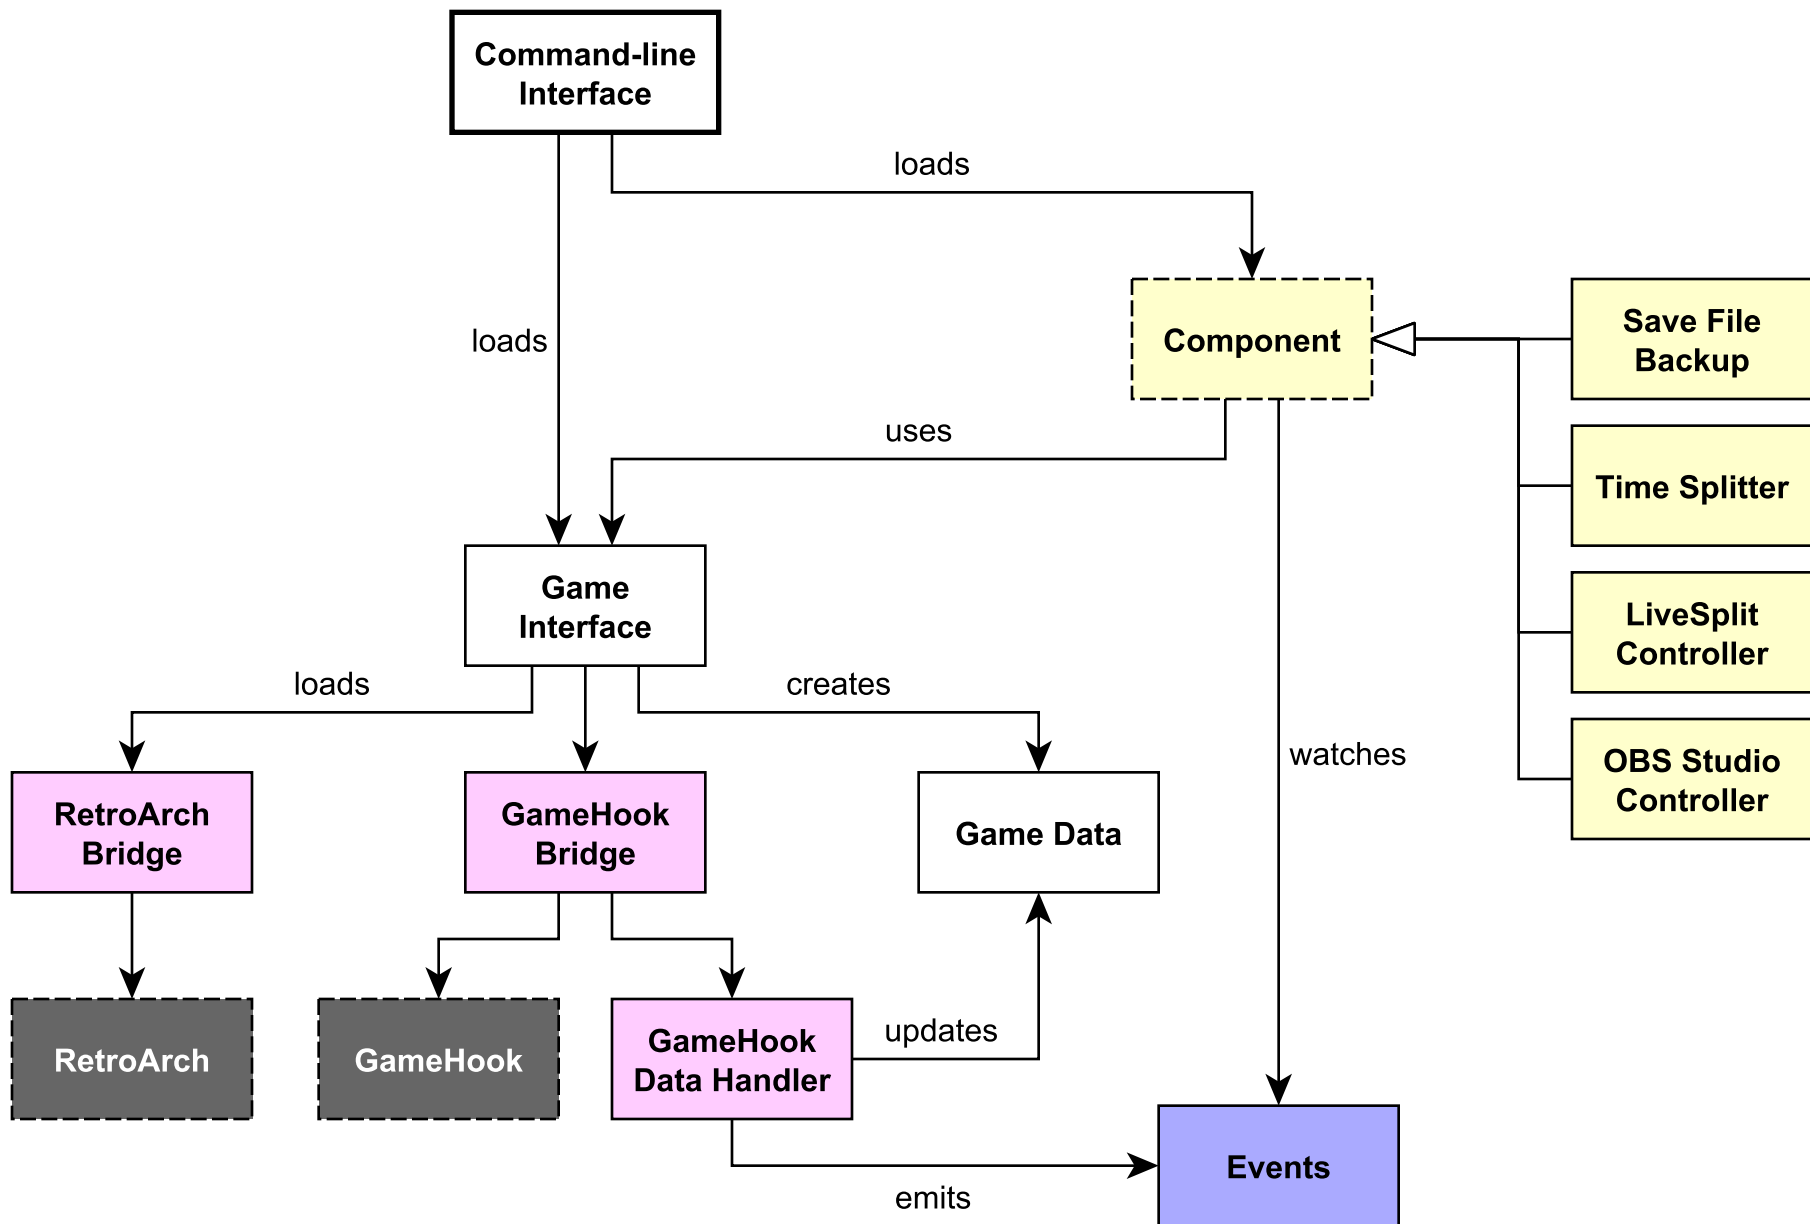 Command-line
Interface
loads
loads
Component
Save File
Backup
uses
Time Splitter
Game
Interface
LiveSplit
Controller
loads
creates
watches
OBS Studio
Controller
RetroArch
Bridge
GameHook
Bridge
Game Data
RetroArch
GameHook
GameHook
Data Handler
updates
emits
Events